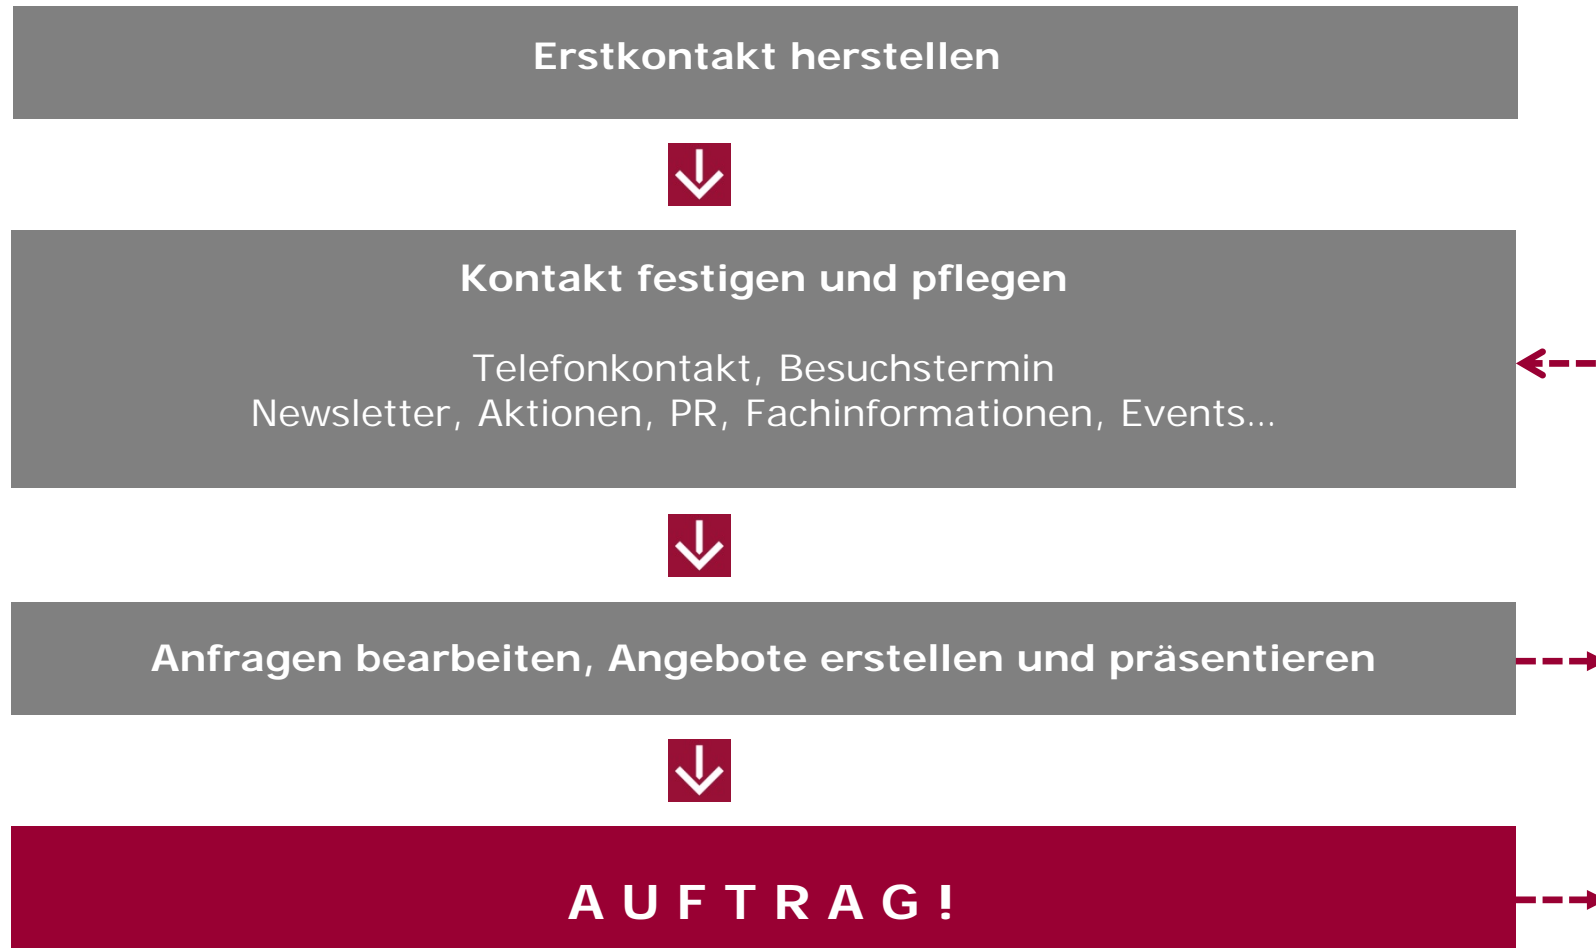 Erstkontakt herstellen
Kontakt festigen und pflegen
Telefonkontakt, Besuchstermin
Newsletter, Aktionen, PR, Fachinformationen, Events...
Anfragen bearbeiten, Angebote erstellen und präsentieren
A U F T R A G !